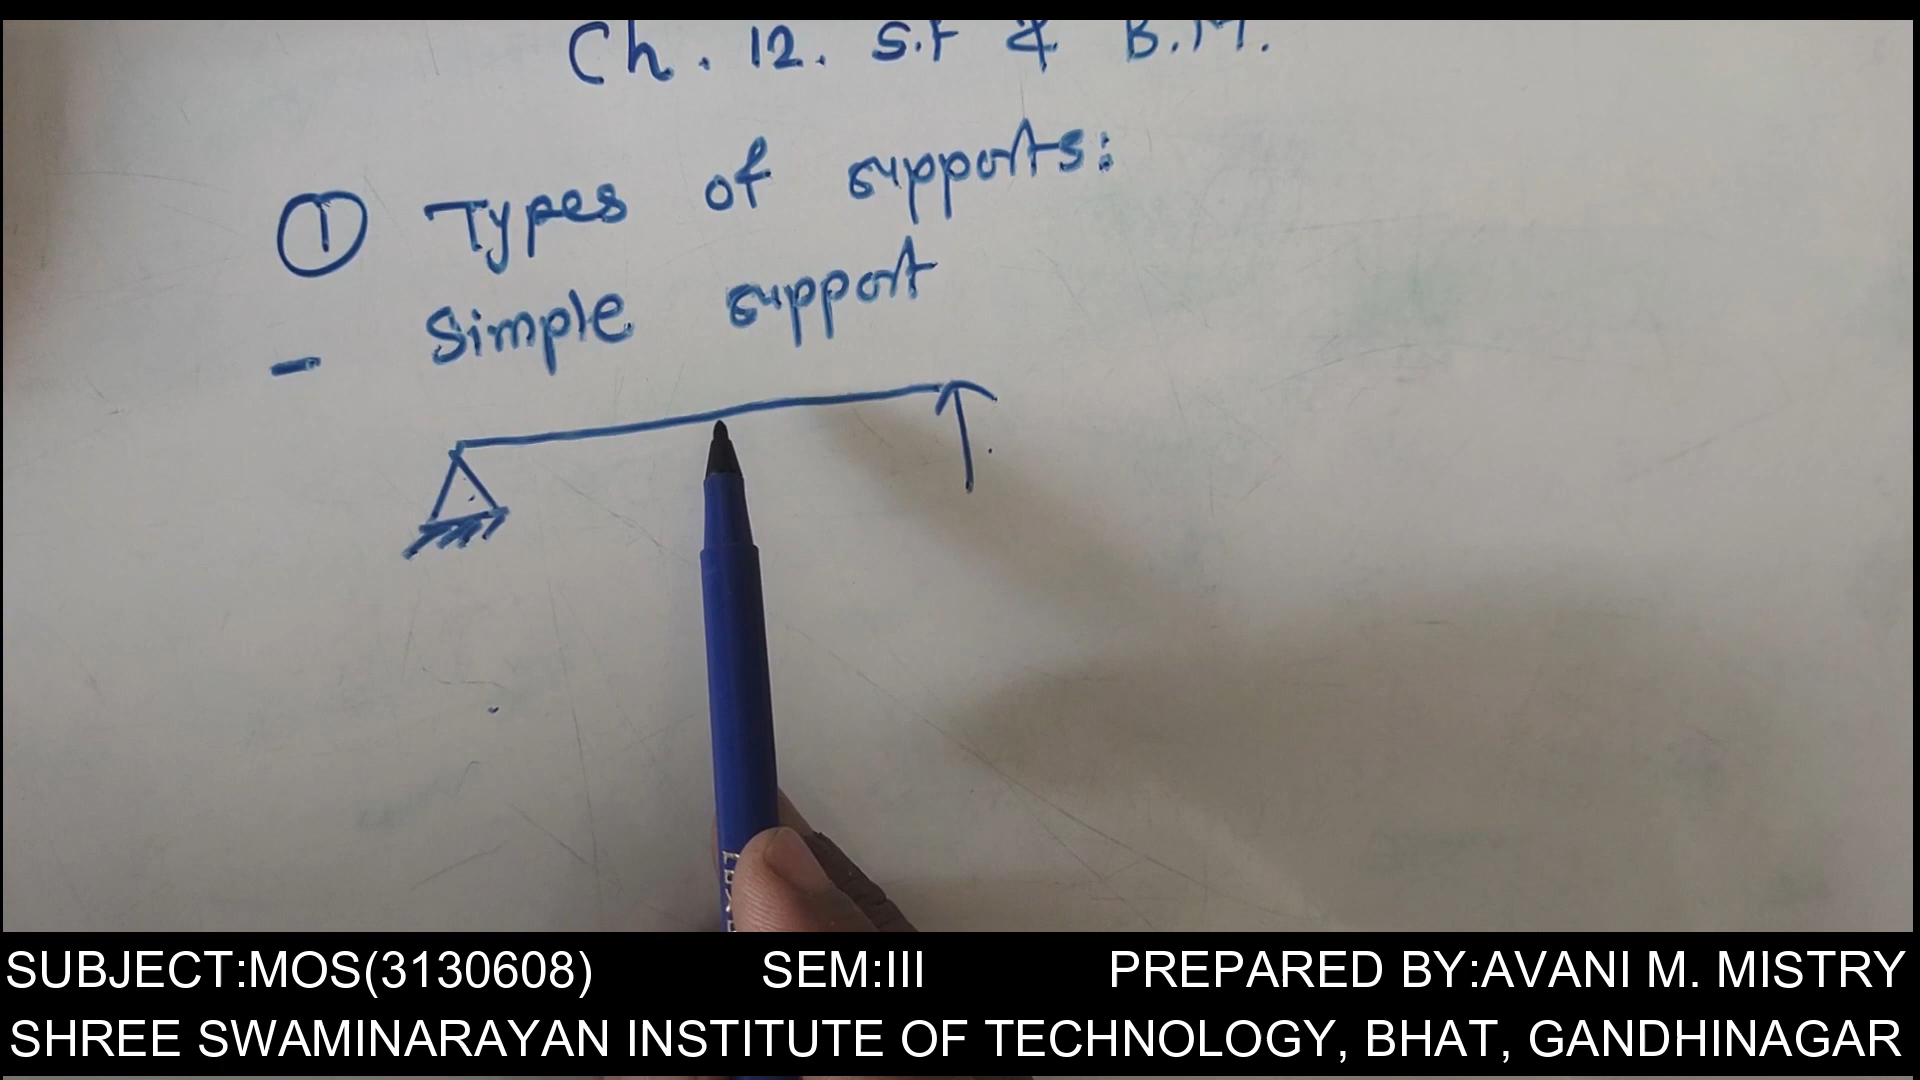 Ch. 12. S.F & B.M.
① Types of supports:
- Simple support
SUBJECT:MOS(3130608) SEM:III PREPARED BY:AVANI M. MISTRY
SHREE SWAMINARAYAN INSTITUTE OF TECHNOLOGY, BHAT, GANDHINAGAR